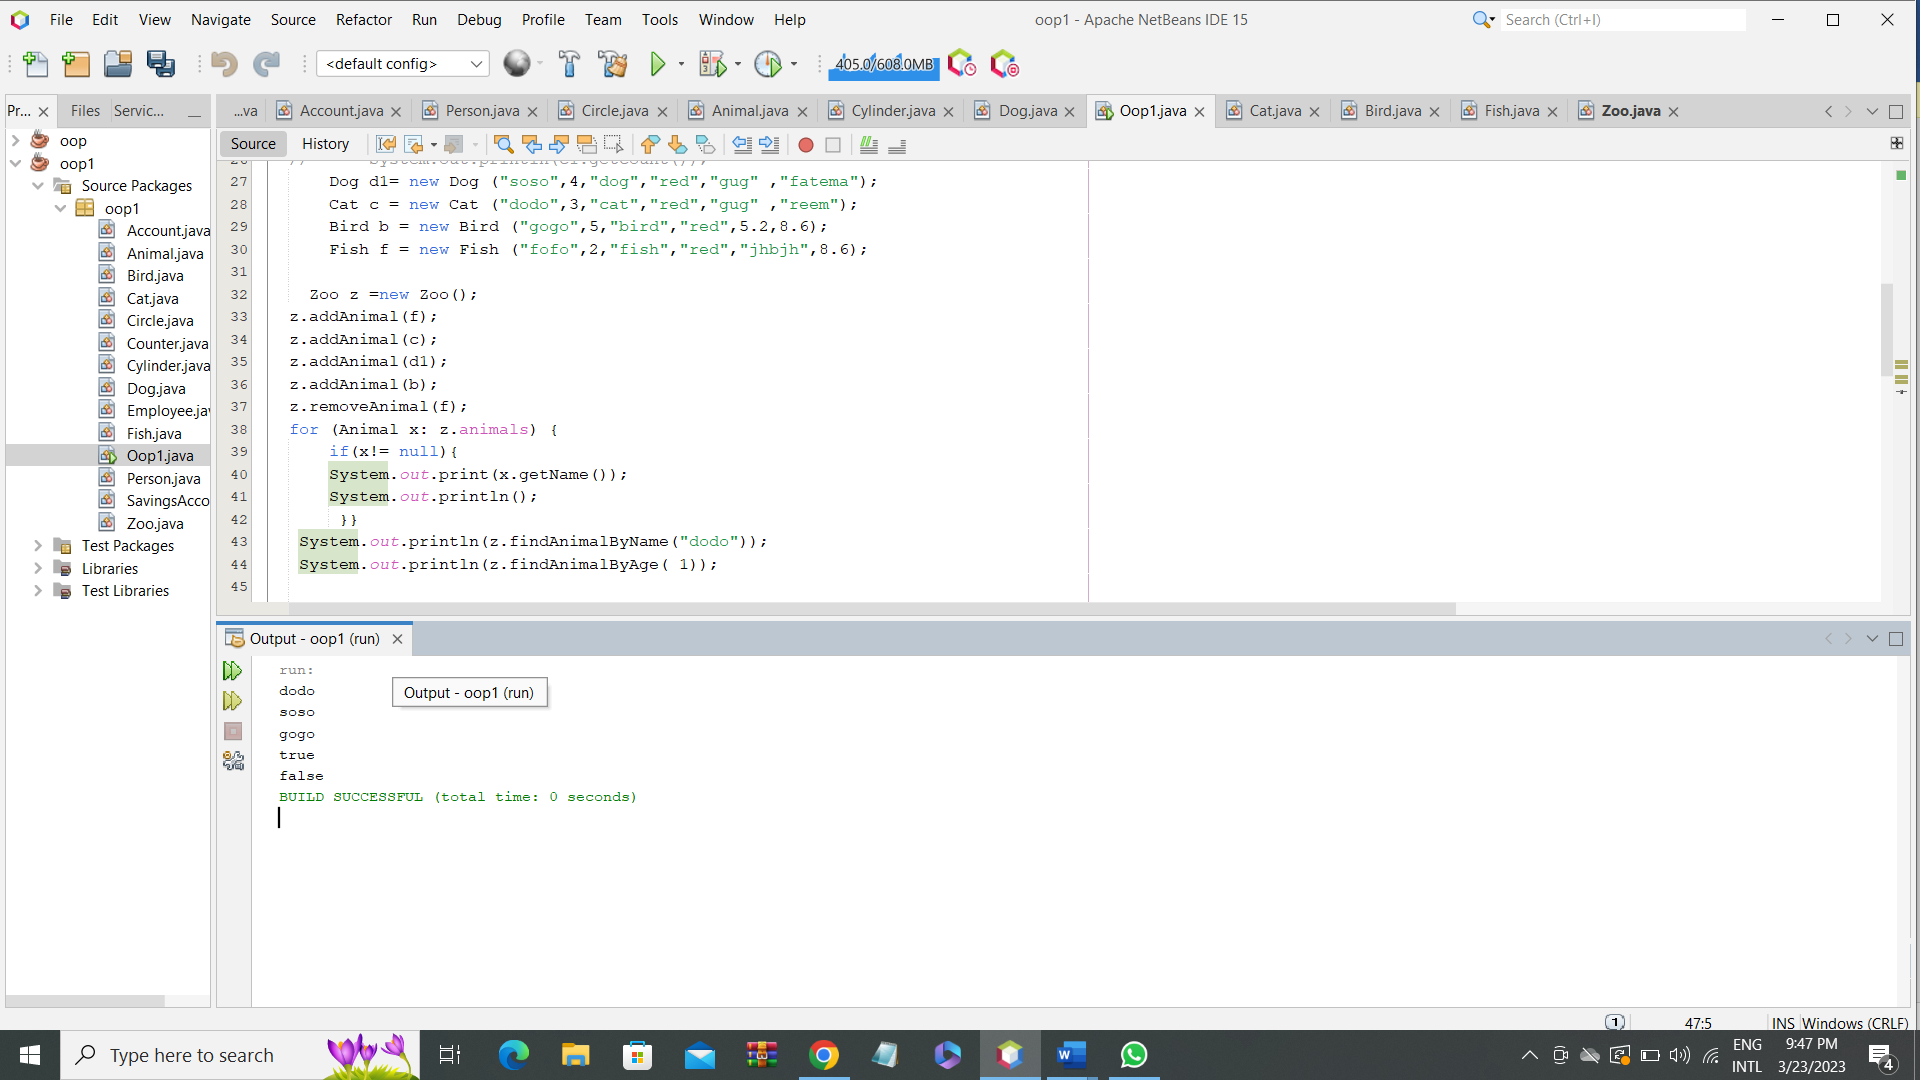 File Edit View Navigate Source Refactor Run Debug Profile Team Tools Window Help
oop1 - Apache NetBeans IDE 15
Search (Ctrl+I)
<default config>
405.0/608.0MB
Pr... Files Servic...
...va Account.java Person.java Circle.java Animal.java Cylinder.java Dog.java Oop1.java Cat.java Bird.java Fish.java Zoo.java
Source History
oop
oop1
Source Packages
oop1
Account.java
Animal.java
Bird.java
Cat.java
Circle.java
Counter.java
Cylinder.java
Dog.java
Employee.jav
Fish.java
Oop1.java
Person.java
SavingsAcco
Zoo.java
Test Packages
Libraries
Test Libraries
27 Dog d1= new Dog ("soso",4,"dog","red","gug" ,"fatema");
28 Cat c = new Cat ("dodo",3,"cat","red","gug" ,"reem");
29 Bird b = new Bird ("gogo",5,"bird","red",5.2,8.6);
30 Fish f = new Fish ("fofo",2,"fish","red","jhbjh",8.6);
31
32 Zoo z =new Zoo();
33 z.addAnimal(f);
34 z.addAnimal(c);
35 z.addAnimal(d1);
36 z.addAnimal(b);
37 z.removeAnimal(f);
38 for (Animal x: z.animals) {
39 if(x!= null){
40 System.out.print(x.getName());
41 System.out.println();
42 }}
43 System.out.println(z.findAnimalByName("dodo"));
44 System.out.println(z.findAnimalByAge( 1));
45
Output - oop1 (run)
run:
Output - oop1 (run)
dodo
soso
gogo
true
false
BUILD SUCCESSFUL (total time: 0 seconds)
1 47:5 INS Windows (CRLF)
Type here to search
ENG
INTL
9:47 PM
3/23/2023
4